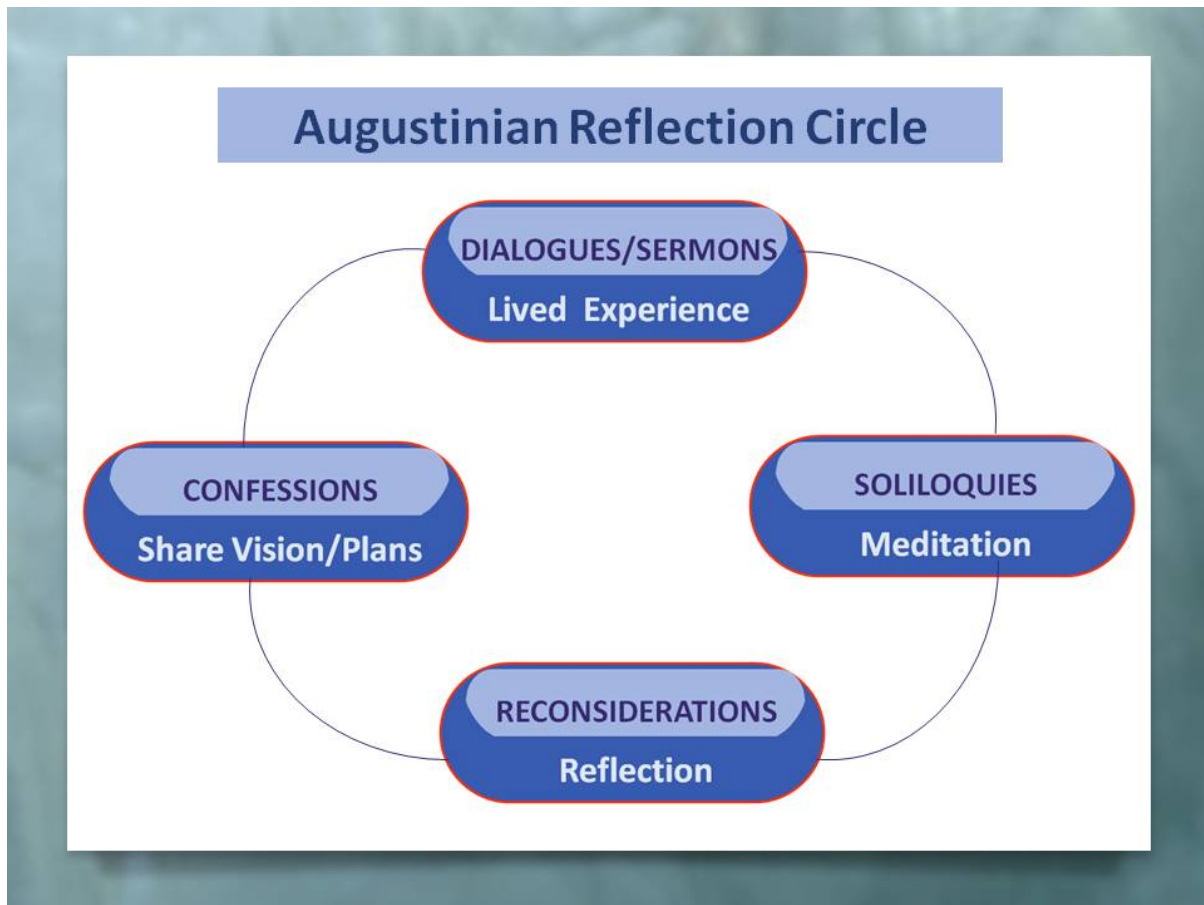 Augustinian Reflection Circle
DIALOGUES/SERMONS
Lived Experience
CONFESSIONS
Share Vision/Plans
SOLILOQUIES
Meditation
RECONSIDERATIONS
Reflection